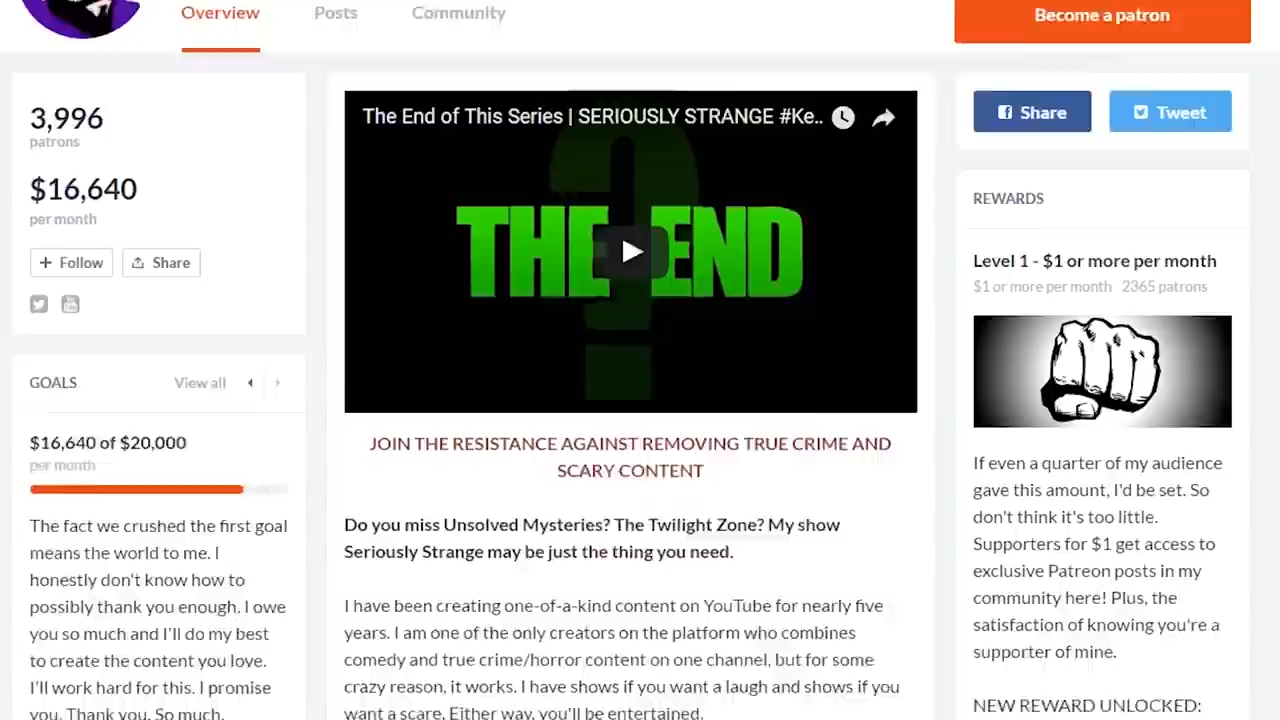 Overview
Posts
Community
Become a patron
3,996
patrons
$16,640
per month
+ Follow
Share
GOALS
View all
$16,640 of $20,000
per month
The fact we crushed the first goal
means the world to me. I
honestly don't know how to
possibly thank you enough. I owe
you so much and I'll do my best
to create the content you love.
I'll work hard for this. I promise
you. Thank you. So much.
The End of This Series | SERIOUSLY STRANGE #Ke..
?
THE END
JOIN THE RESISTANCE AGAINST REMOVING TRUE CRIME AND
SCARY CONTENT
Do you miss Unsolved Mysteries? The Twilight Zone? My show
Seriously Strange may be just the thing you need.
I have been creating one-of-a-kind content on YouTube for nearly five
years. I am one of the only creators on the platform who combines
comedy and true crime/horror content on one channel, but for some
crazy reason, it works. I have shows if you want a laugh and shows if you
want a scare. Either way, you'll be entertained.
Share
Tweet
REWARDS
Level 1 - $1 or more per month
$1 or more per month 2365 patrons
If even a quarter of my audience
gave this amount, I'd be set. So
don't think it's too little.
Supporters for $1 get access to
exclusive Patreon posts in my
community here! Plus, the
satisfaction of knowing you're a
supporter of mine.
NEW REWARD UNLOCKED: